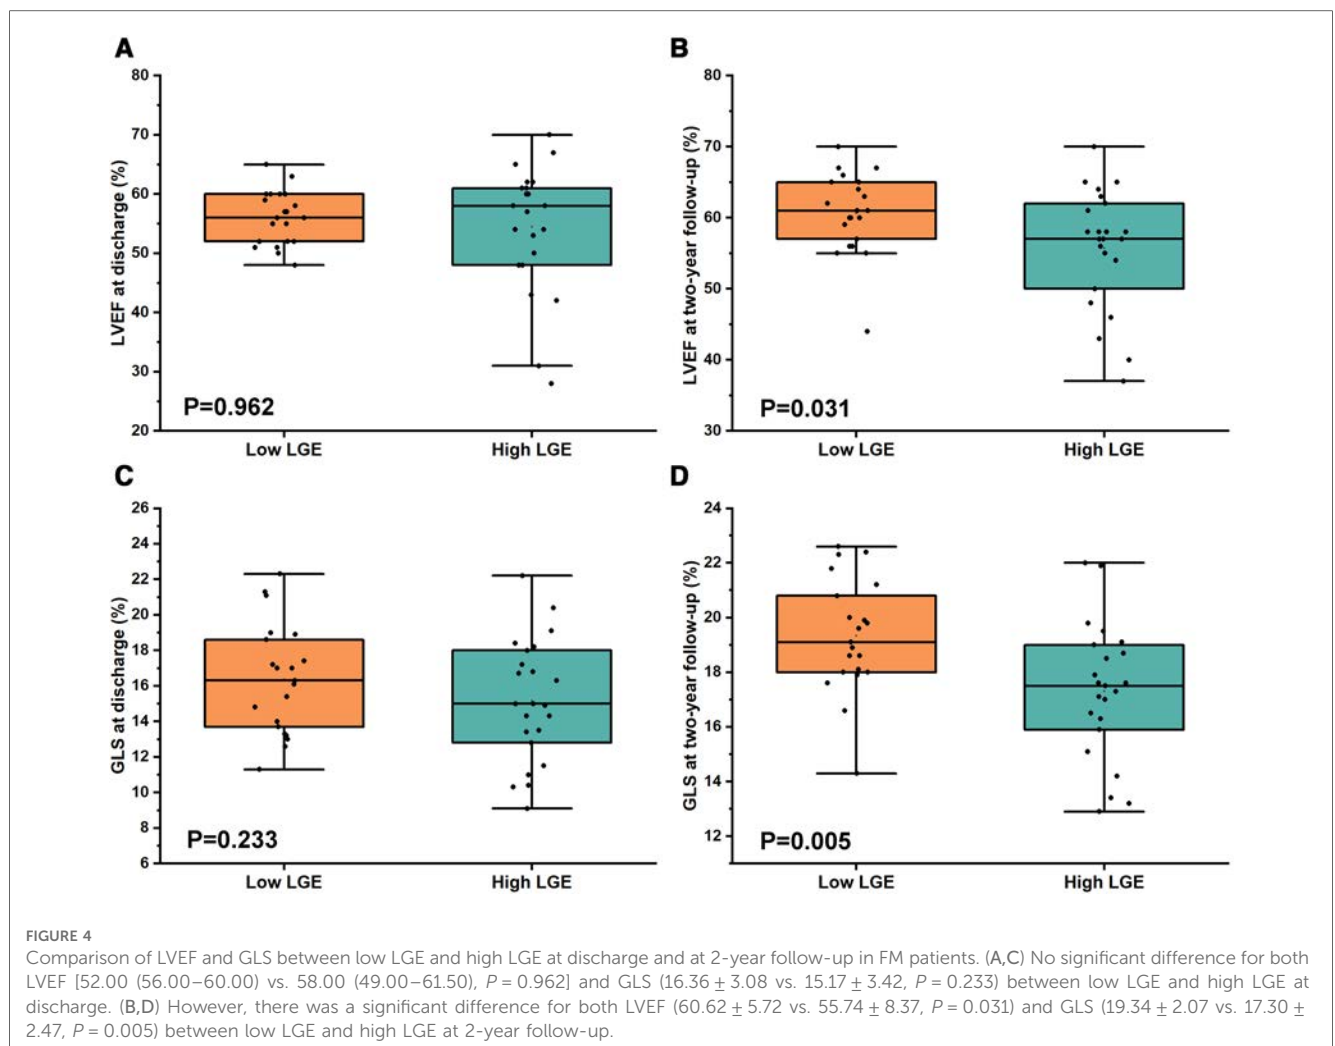 A
80
70
60
50
40
30
20
LVEF at discharge (%)
P=0.962
Low LGE
High LGE
B
80
70
60
50
40
30
LVEF at two-year follow-up (%)
P=0.031
Low LGE
High LGE
C
26
24
22
20
18
16
14
12
10
8
6
GLS at discharge (%)
P=0.233
Low LGE
High LGE
D
24
22
20
18
16
14
12
GLS at two-year follow-up (%)
P=0.005
Low LGE
High LGE
FIGURE 4
Comparison of LVEF and GLS between low LGE and high LGE at discharge and at 2-year follow-up in FM patients. (A,C) No significant difference for both
LVEF [52.00 (56.00–60.00) vs. 58.00 (49.00–61.50), P = 0.962] and GLS (16.36 ± 3.08 vs. 15.17 ± 3.42, P = 0.233) between low LGE and high LGE at
discharge. (B,D) However, there was a significant difference for both LVEF (60.62 ± 5.72 vs. 55.74 ± 8.37, P = 0.031) and GLS (19.34 ± 2.07 vs. 17.30 ±
2.47, P = 0.005) between low LGE and high LGE at 2-year follow-up.